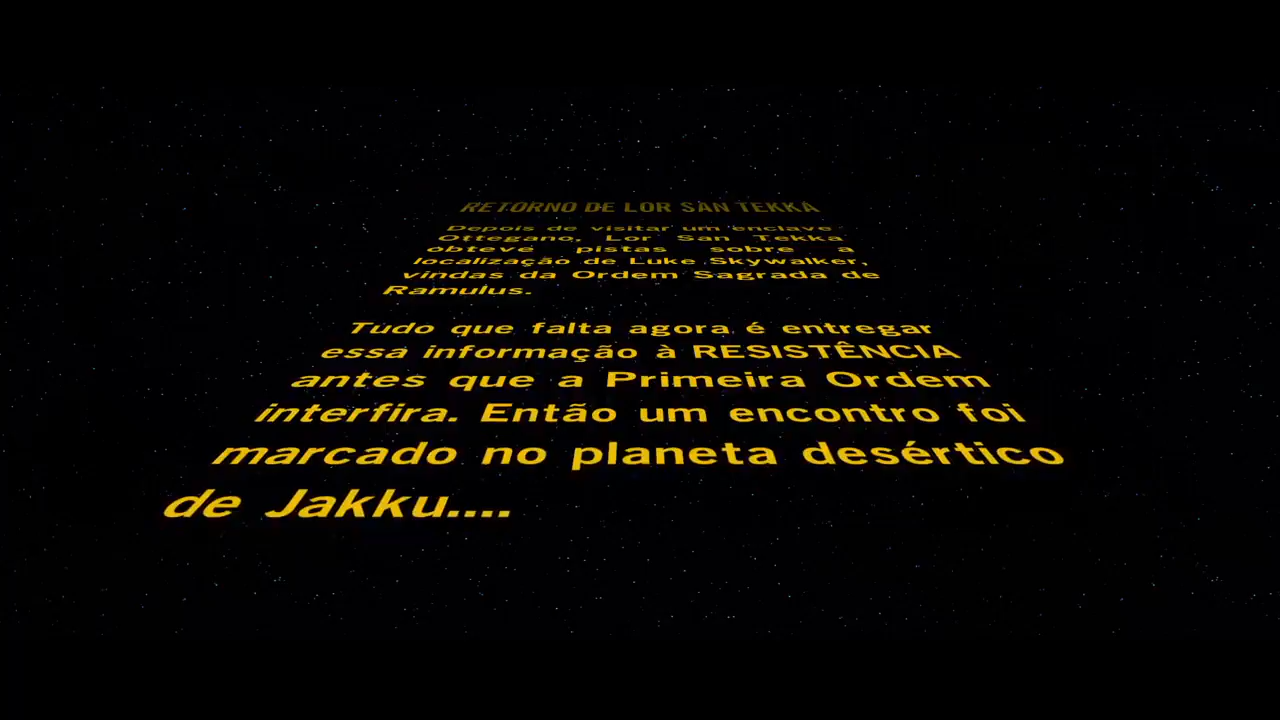 RETORNO DE LOR SAN TEKKA
Depois de visitar um enclave
Ottegano, Lor San Tekka
obteve pistas sobre a
localização de Luke Skywalker,
vindas da Ordem Sagrada de
Ramulus.
Tudo que falta agora é entregar
essa informação à RESISTÊNCIA
antes que a Primeira Ordem
interfira. Então um encontro foi
marcado no planeta desértico
de Jakku....